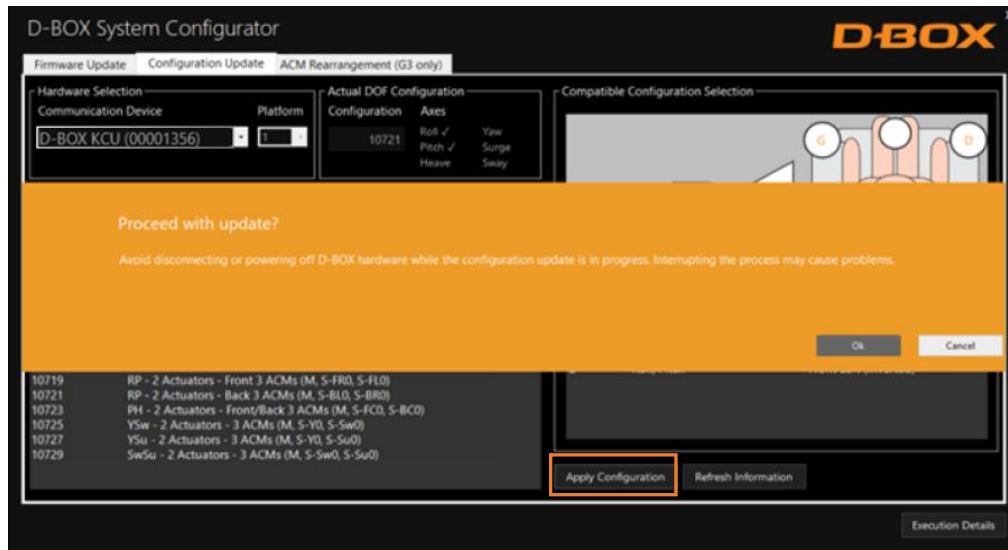 D-BOX System Configurator
D-BOX
Firmware Update
Configuration Update
ACM Rearrangement (G3 only)
Hardware Selection
Communication Device
Platform
D-BOX KCU (00001356)
1
Actual DOF Configuration
Configuration
Axes
10721
Roll ✓
Yaw
Pitch ✓
Surge
Heave
Sway
Compatible Configuration Selection
G
D
Proceed with update?
Avoid disconnecting or powering off D-BOX hardware while the configuration update is in progress. Interrupting the process may cause problems.
Ok
Cancel
10719 RP - 2 Actuators - Front 3 ACMs (M, S-FR0, S-FL0)
10721 RP - 2 Actuators - Back 3 ACMs (M, S-BL0, S-BR0)
10723 PH - 2 Actuators - Front/Back 3 ACMs (M, S-FC0, S-BC0)
10725 YSw - 2 Actuators - 3 ACMs (M, S-Y0, S-Sw0)
10727 YSu - 2 Actuators - 3 ACMs (M, S-Y0, S-Su0)
10729 SwSu - 2 Actuators - 3 ACMs (M, S-Sw0, S-Su0)
Apply Configuration
Refresh Information
Execution Details